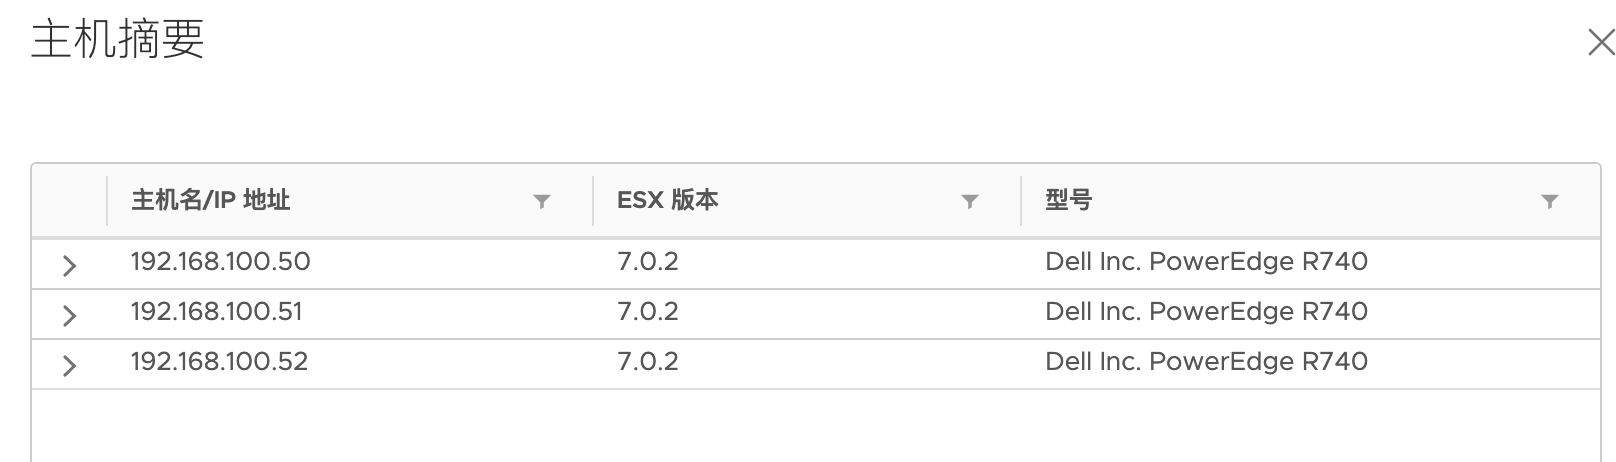 主机摘要
主机名/IP 地址 ESX 版本 型号
192.168.100.50 7.0.2 Dell Inc. PowerEdge R740
192.168.100.51 7.0.2 Dell Inc. PowerEdge R740
192.168.100.52 7.0.2 Dell Inc. PowerEdge R740